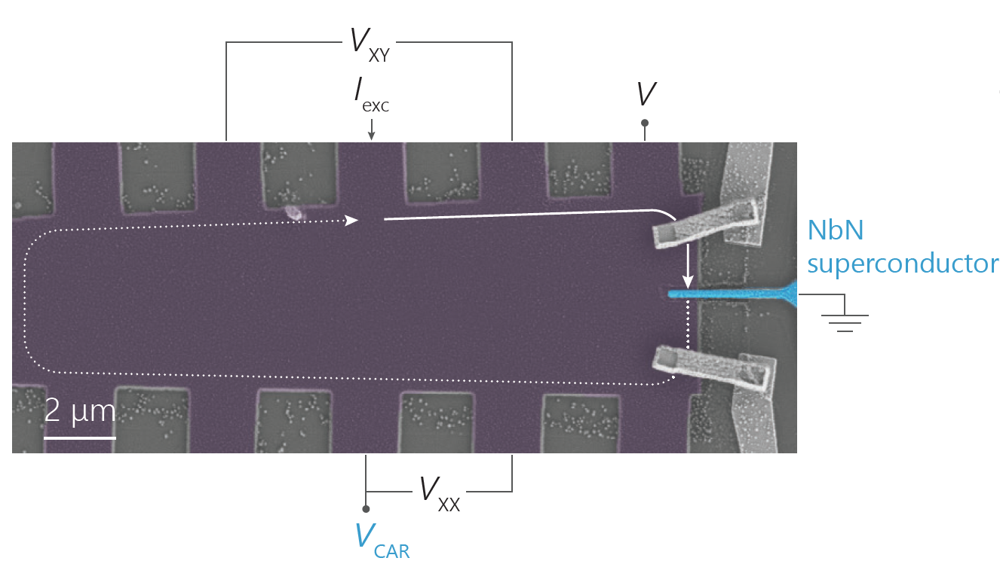 V_XY
I_exc
V
NbN
superconductor
2 μm
V_XX
V_CAR